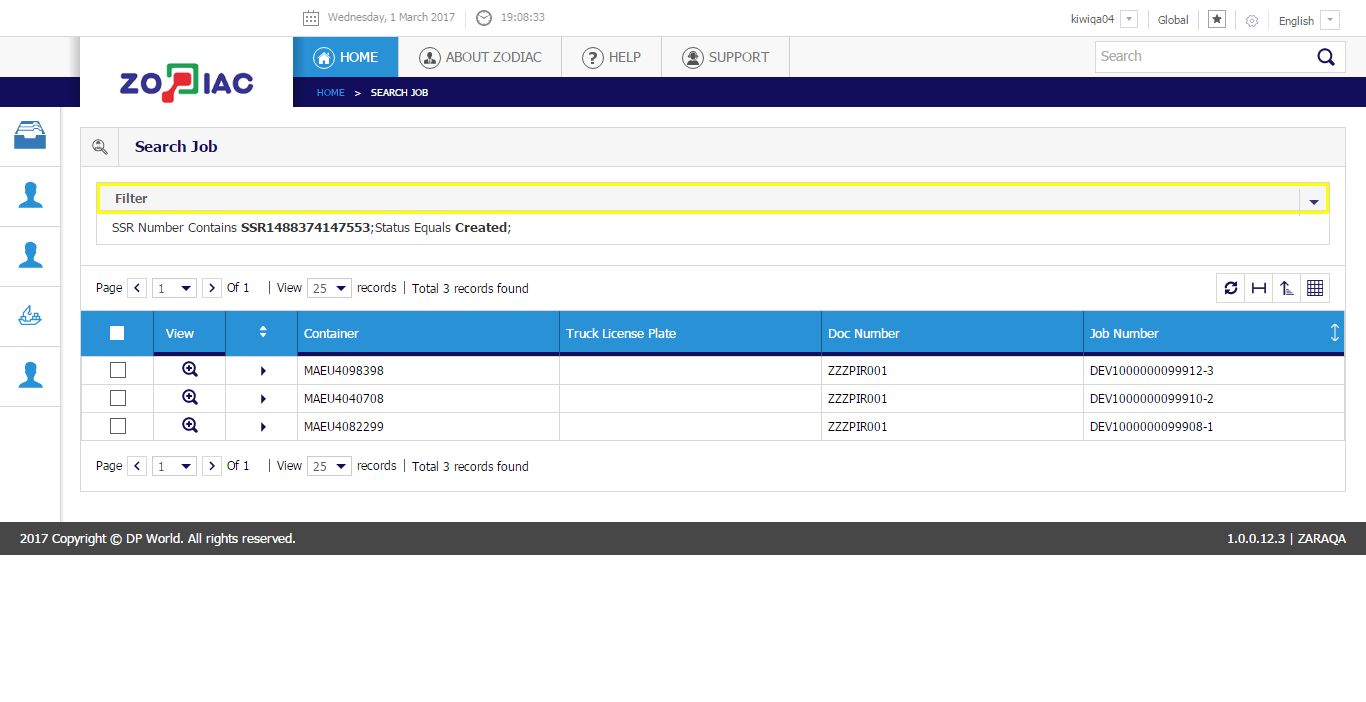 Wednesday, 1 March 2017 19:08:33 kiwiqa04 Global English
ZODIAC
HOME ABOUT ZODIAC ? HELP SUPPORT Search
HOME > SEARCH JOB
Search Job
Filter
SSR Number Contains SSR1488374147553;Status Equals Created;
Page 1 Of 1 | View 25 records | Total 3 records found
View Container Truck License Plate Doc Number Job Number
MAEU4098398 ZZZPIR001 DEV1000000099912-3
MAEU4040708 ZZZPIR001 DEV1000000099910-2
MAEU4082299 ZZZPIR001 DEV1000000099908-1
Page 1 Of 1 | View 25 records | Total 3 records found
2017 Copyright © DP World. All rights reserved. 1.0.0.12.3 | ZARAQA